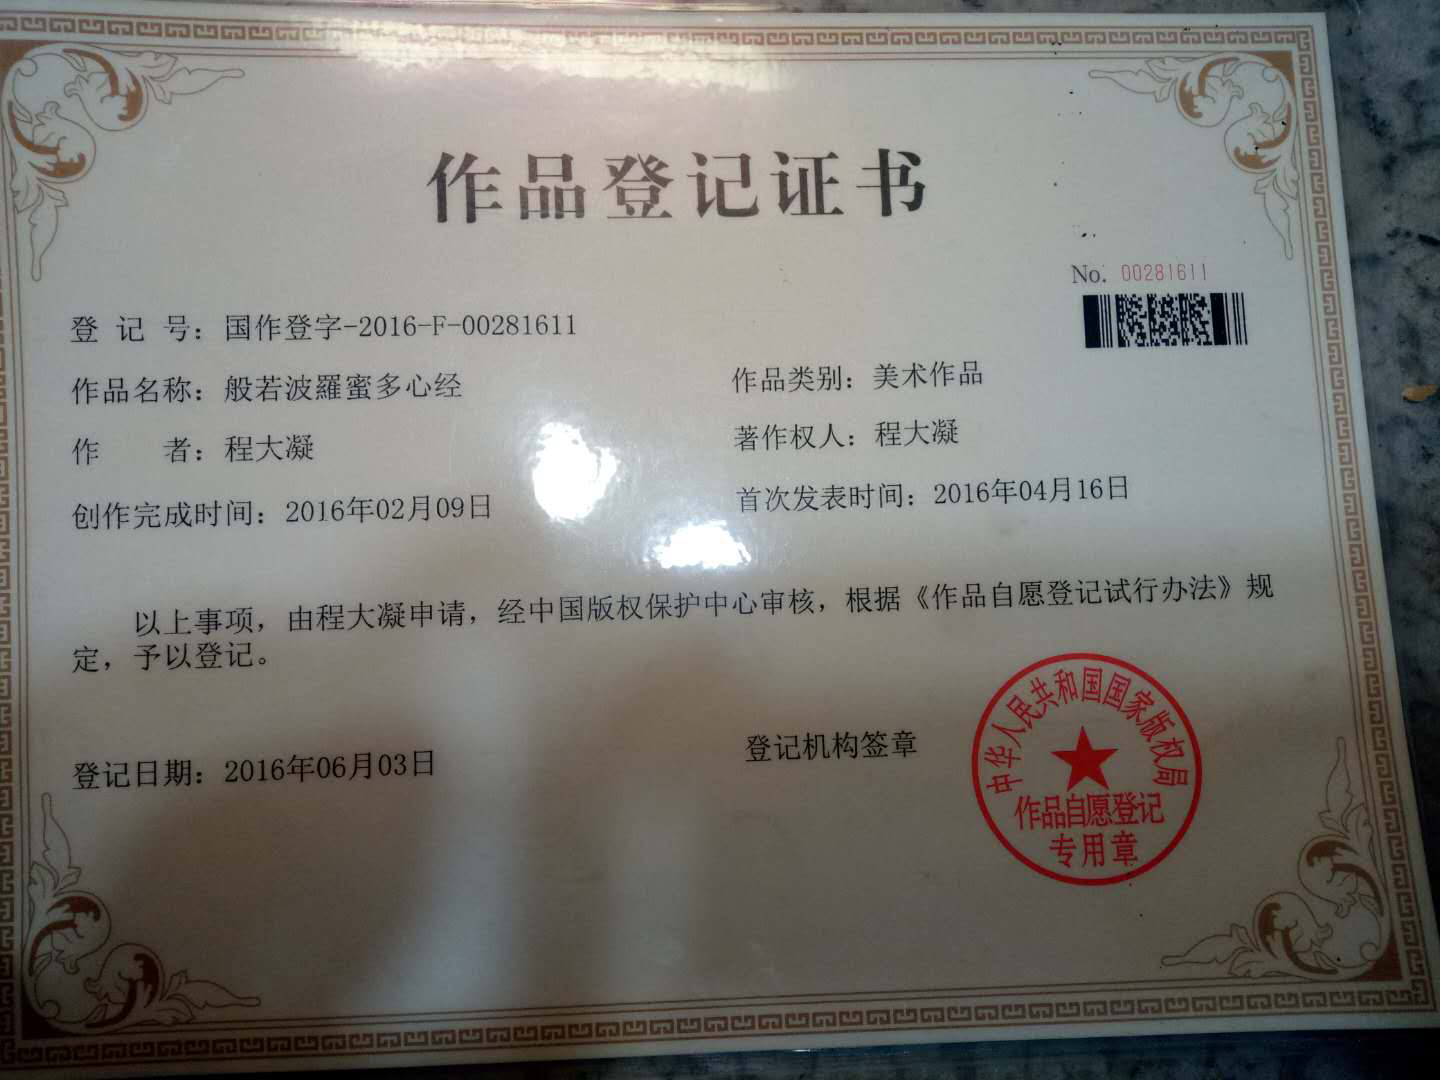 作品登记证书
No. 00281611
登记号：国作登字-2016-F-00281611
作品名称：般若波羅蜜多心经
作品类别：美术作品
作者：程大凝
著作权人：程大凝
创作完成时间：2016年02月09日
首次发表时间：2016年04月16日
以上事项，由程大凝申请，经中国版权保护中心审核，根据《作品自愿登记试行办法》规
定，予以登记。
登记日期：2016年06月03日
登记机构签章
中华人民共和国国家版权局
作品自愿登记
专用章